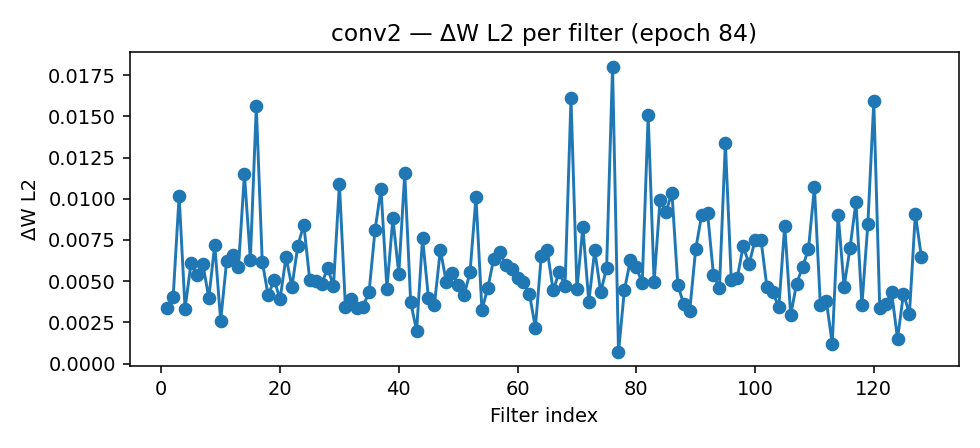 conv2 — ΔW L2 per filter (epoch 84)
ΔW L2
0.0175
0.0150
0.0125
0.0100
0.0075
0.0050
0.0025
0.0000
0 20 40 60 80 100 120
Filter index